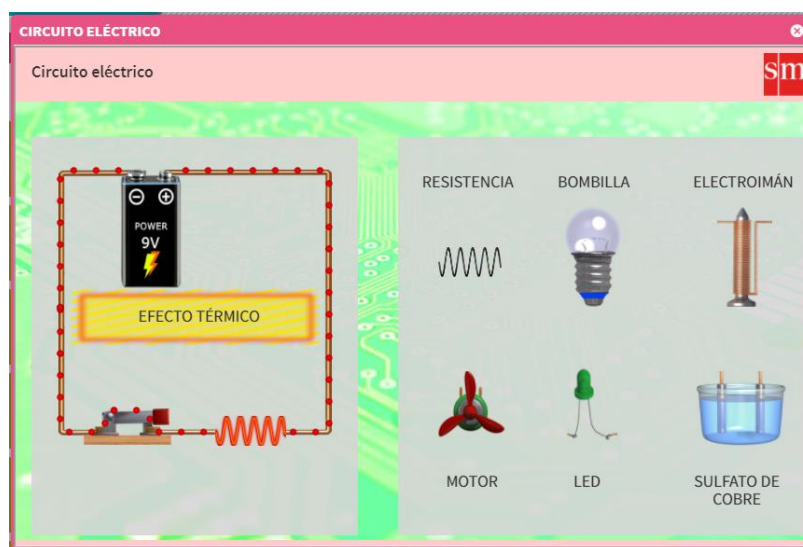 CIRCUITO ELÉCTRICO
Circuito eléctrico
sm
POWER
9V
EFECTO TÉRMICO
RESISTENCIA
BOMBILLA
ELECTROIMÁN
MOTOR
LED
SULFATO DE
COBRE